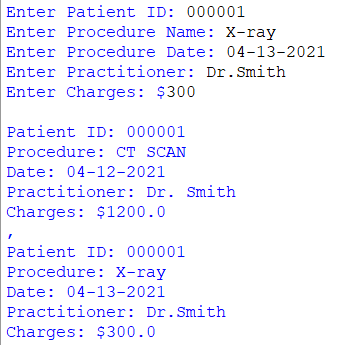 Enter Patient ID: 000001
Enter Procedure Name: X-ray
Enter Procedure Date: 04-13-2021
Enter Practitioner: Dr.Smith
Enter Charges: $300
Patient ID: 000001
Procedure: CT SCAN
Date: 04-12-2021
Practitioner: Dr. Smith
Charges: $1200.0
,
Patient ID: 000001
Procedure: X-ray
Date: 04-13-2021
Practitioner: Dr.Smith
Charges: $300.0